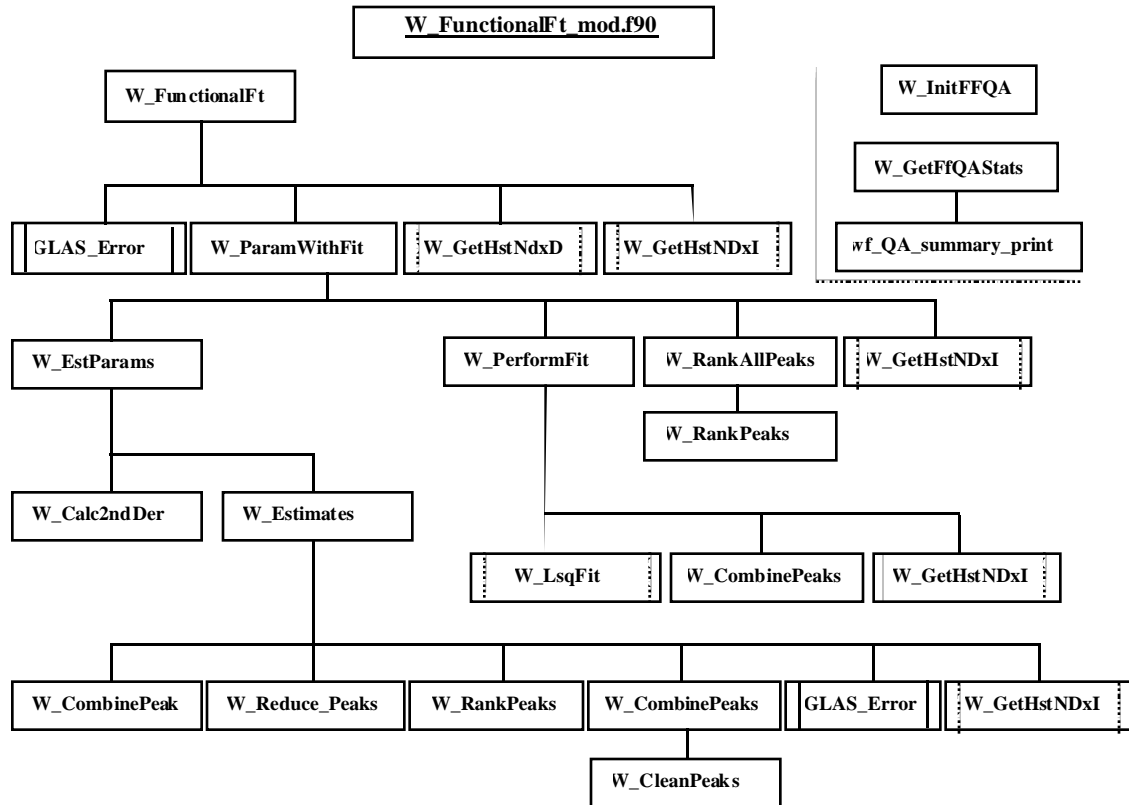 W_FunctionalFt_mod.f90
W_FunctionalFt
W_InitFFQA
W_GetFfQAStats
wf_QA_summary_print
GLAS_Error
W_ParamWithFit
W_GetHstNdxD
W_GetHstNDxI
W_EstParams
W_PerformFit
W_RankAllPeaks
W_GetHstNDxI
W_RankPeaks
W_Calc2ndDer
W_Estimates
W_LsqFit
W_CombinePeaks
W_GetHstNDxI
W_CombinePeak
W_Reduce_Peaks
W_RankPeaks
W_CombinePeaks
GLAS_Error
W_GetHstNDxI
W_CleanPeaks